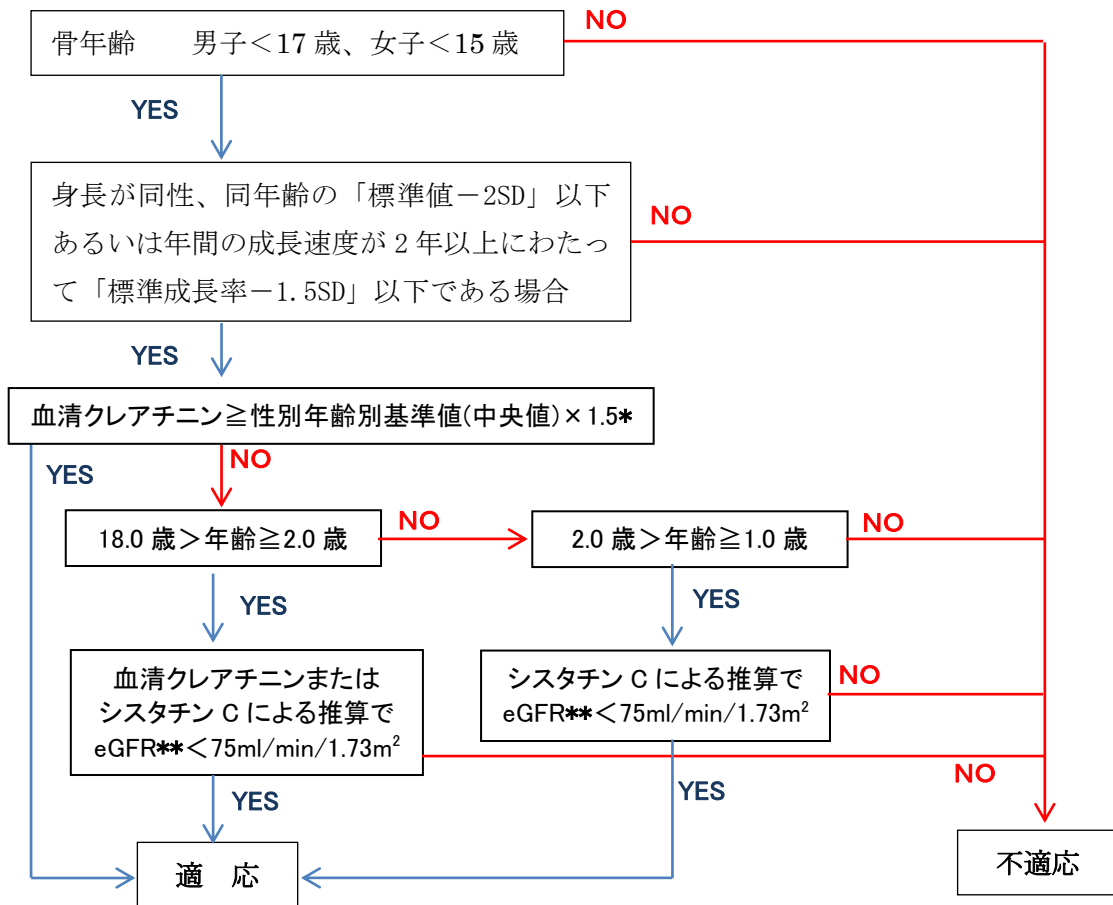 骨年齢　　男子＜17 歳、女子＜15 歳
NO
YES
身長が同性、同年齢の「標準値－2SD」以下
あるいは年間の成長速度が 2 年以上にわたっ
て「標準成長率－1.5SD」以下である場合
NO
YES
血清クレアチニン≧性別年齢別基準値(中央値)×1.5*
YES
NO
18.0 歳＞年齢≧2.0 歳
NO
2.0 歳＞年齢≧1.0 歳
NO
YES
YES
血清クレアチニンまたは
シスタチン C による推算で
eGFR**＜75ml/min/1.73m²
シスタチン C による推算で
eGFR**＜75ml/min/1.73m²
NO
NO
YES
YES
適　応
不適応